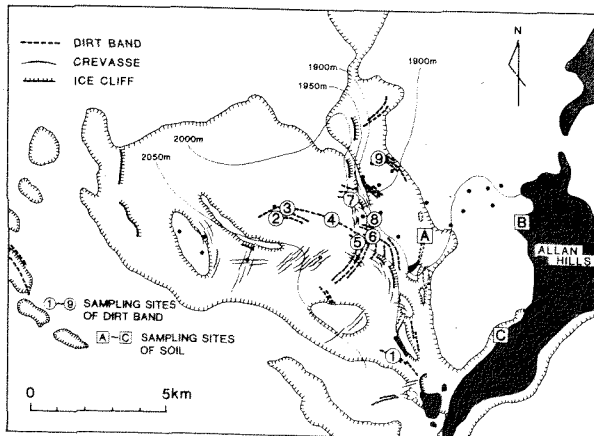 DIRT BAND
CREVASSE
ICE CLIFF
1900m
1900m
1950m
N
2000m
2050m
9
7
3
2
4
8
5
6
A
B
ALLAN
HILLS
①-⑨ SAMPLING SITES
OF DIRT BAND
A-C SAMPLING SITES
OF SOIL
C
1
0 5km